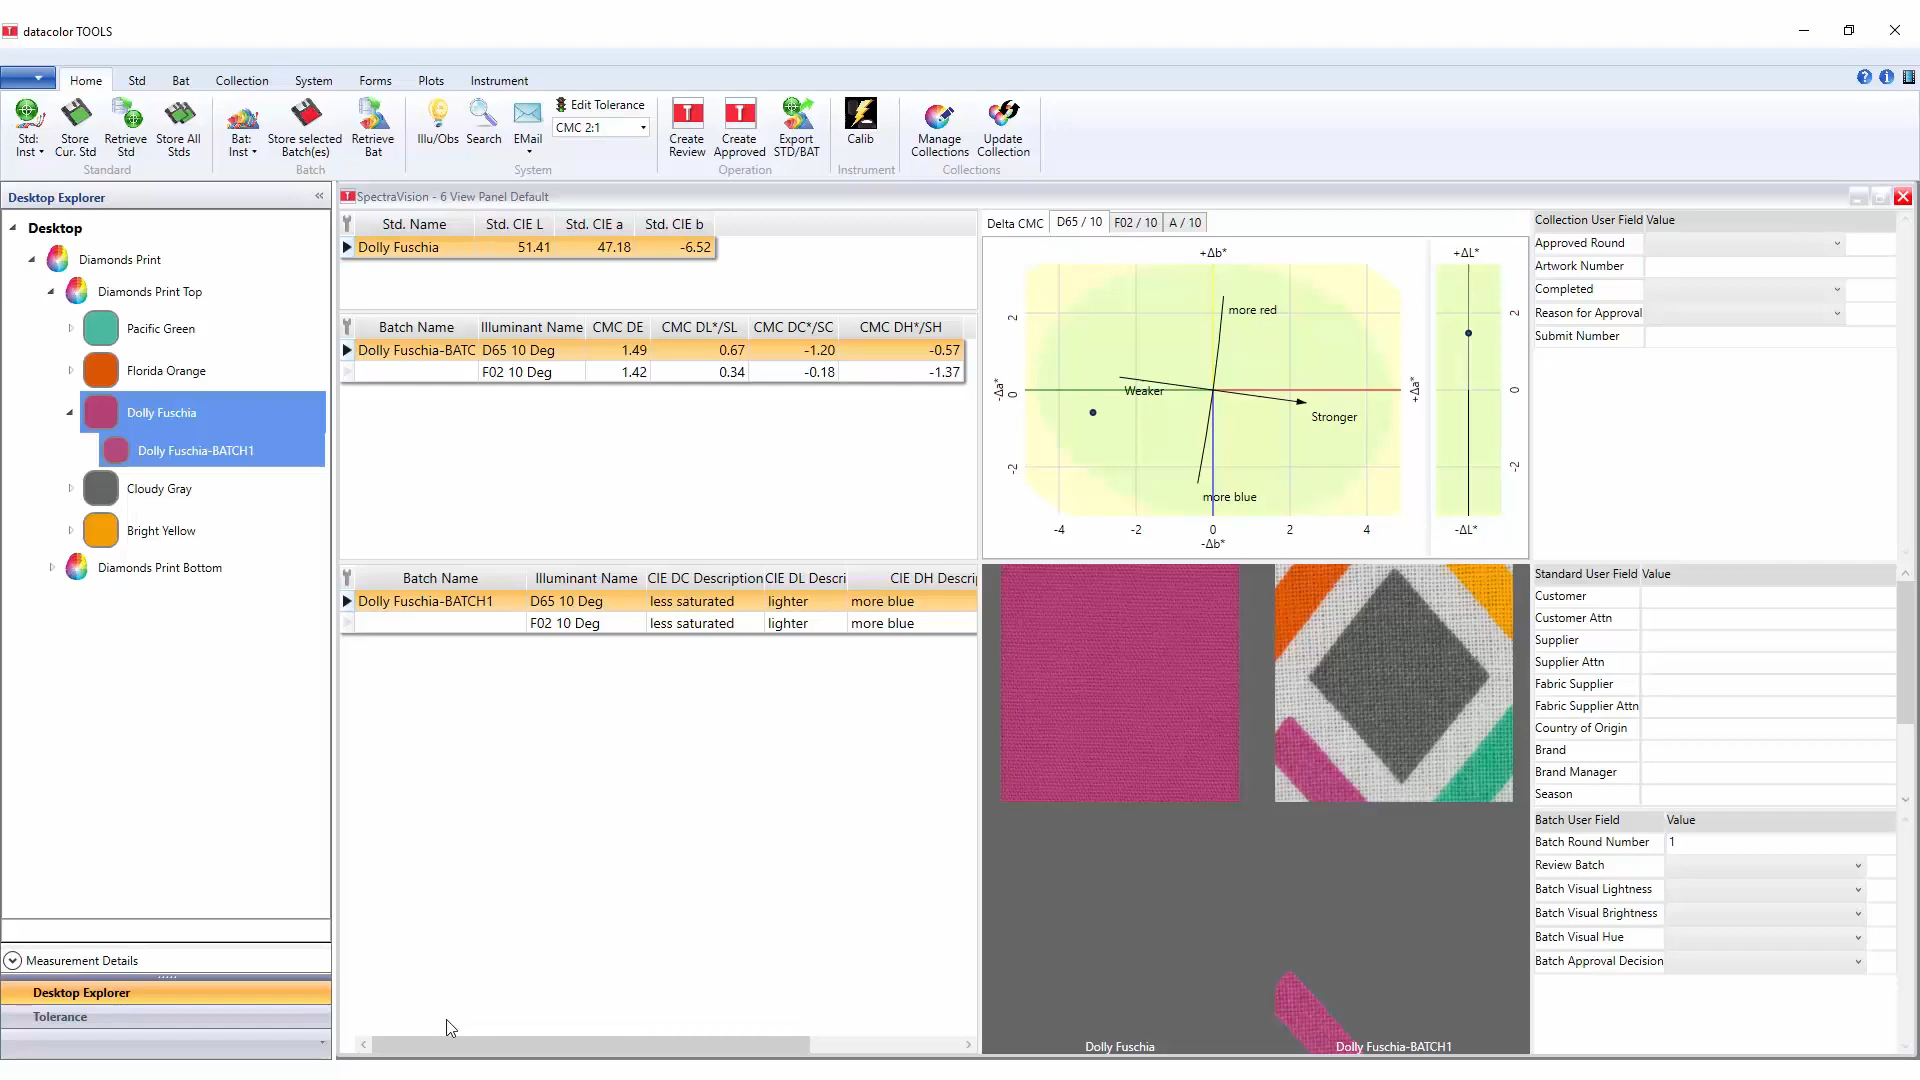 datacolor TOOLS
Home Std Bat Collection System Forms Plots Instrument
Std: Inst
Store Cur. Std
Retrieve Std
Store All Stds
Standard
Bat: Inst
Store selected Batch(es)
Retrieve Bat
Batch
Illu/Obs
Search
EMail
Edit Tolerance
CMC 2:1
System
Create Review
Create Approved
Export STD/BAT
Operation
Calib
Instrument
Manage Collections
Update Collection
Collections
Desktop Explorer
Desktop
Diamonds Print
Diamonds Print Top
Pacific Green
Florida Orange
Dolly Fuschia
Dolly Fuschia-BATCH1
Cloudy Gray
Bright Yellow
Diamonds Print Bottom
Measurement Details
Desktop Explorer
Tolerance
SpectraVision - 6 View Panel Default
Std. Name Std. CIE L Std. CIE a Std. CIE b
Dolly Fuschia 51.41 47.18 -6.52
Batch Name Illuminant Name CMC DE CMC DL*/SL CMC DC*/SC CMC DH*/SH
Dolly Fuschia-BATC D65 10 Deg 1.49 0.67 -1.20 -0.57
F02 10 Deg 1.42 0.34 -0.18 -1.37
Batch Name Illuminant Name CIE DC Description CIE DL Descri CIE DH Descrip
Dolly Fuschia-BATCH1 D65 10 Deg less saturated lighter more blue
F02 10 Deg less saturated lighter more blue
Delta CMC D65 / 10 F02 / 10 A / 10
+Δb*
+ΔL*
more red
2
2
Weaker
-Δa*
0
+Δa*
0
Stronger
-2
-2
more blue
-4 -2 0 2 4
-Δb*
-ΔL*
Dolly Fuschia
Dolly Fuschia-BATCH1
Collection User Field Value
Approved Round
Artwork Number
Completed
Reason for Approval
Submit Number
Standard User Field Value
Customer
Customer Attn
Supplier
Supplier Attn
Fabric Supplier
Fabric Supplier Attn
Country of Origin
Brand
Brand Manager
Season
Batch User Field Value
Batch Round Number 1
Review Batch
Batch Visual Lightness
Batch Visual Brightness
Batch Visual Hue
Batch Approval Decision